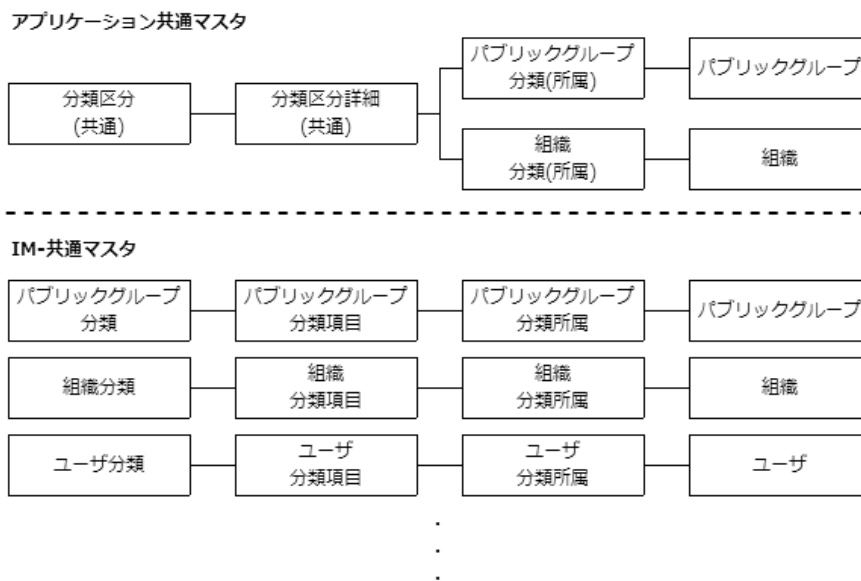 アプリケーション共通マスタ
分類区分
(共通)
分類区分詳細
(共通)
パブリックグループ
分類(所属)
パブリックグループ
組織
分類(所属)
組織
IM-共通マスタ
パブリックグループ
分類
パブリックグループ
分類項目
パブリックグループ
分類所属
パブリックグループ
組織分類
組織
分類項目
組織
分類所属
組織
ユーザ分類
ユーザ
分類項目
ユーザ
分類所属
ユーザ